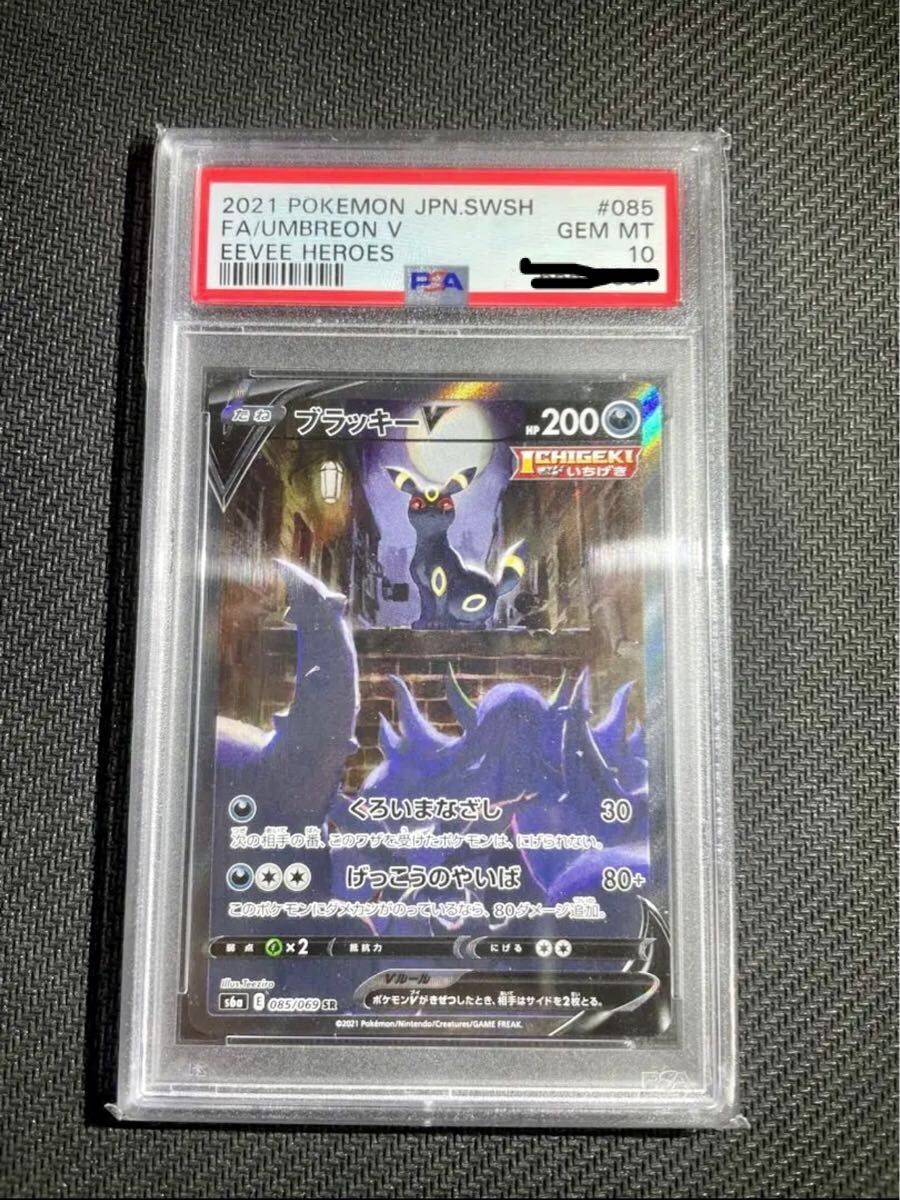 2021 POKEMON JPN.SWSH #085
FA/UMBREON V GEM MT
EEVEE HEROES 10
PSA
たね ブラッキーV HP 200
ICHIGEKI
いちげき
くろいまなざし 30
次の相手の番、このワザを受けたポケモンは、にげられない。
げっこうのやいば 80+
このポケモンにダメカンがのっているなら、80ダメージ追加。
弱点 ×2 抵抗力 にげる
Illus.Teeziro
Vルール
ポケモンVがきぜつしたとき、相手はサイドを2枚とる。
s6a E 085/069 SR
©2021 Pokémon/Nintendo/Creatures/GAME FREAK.
PSA